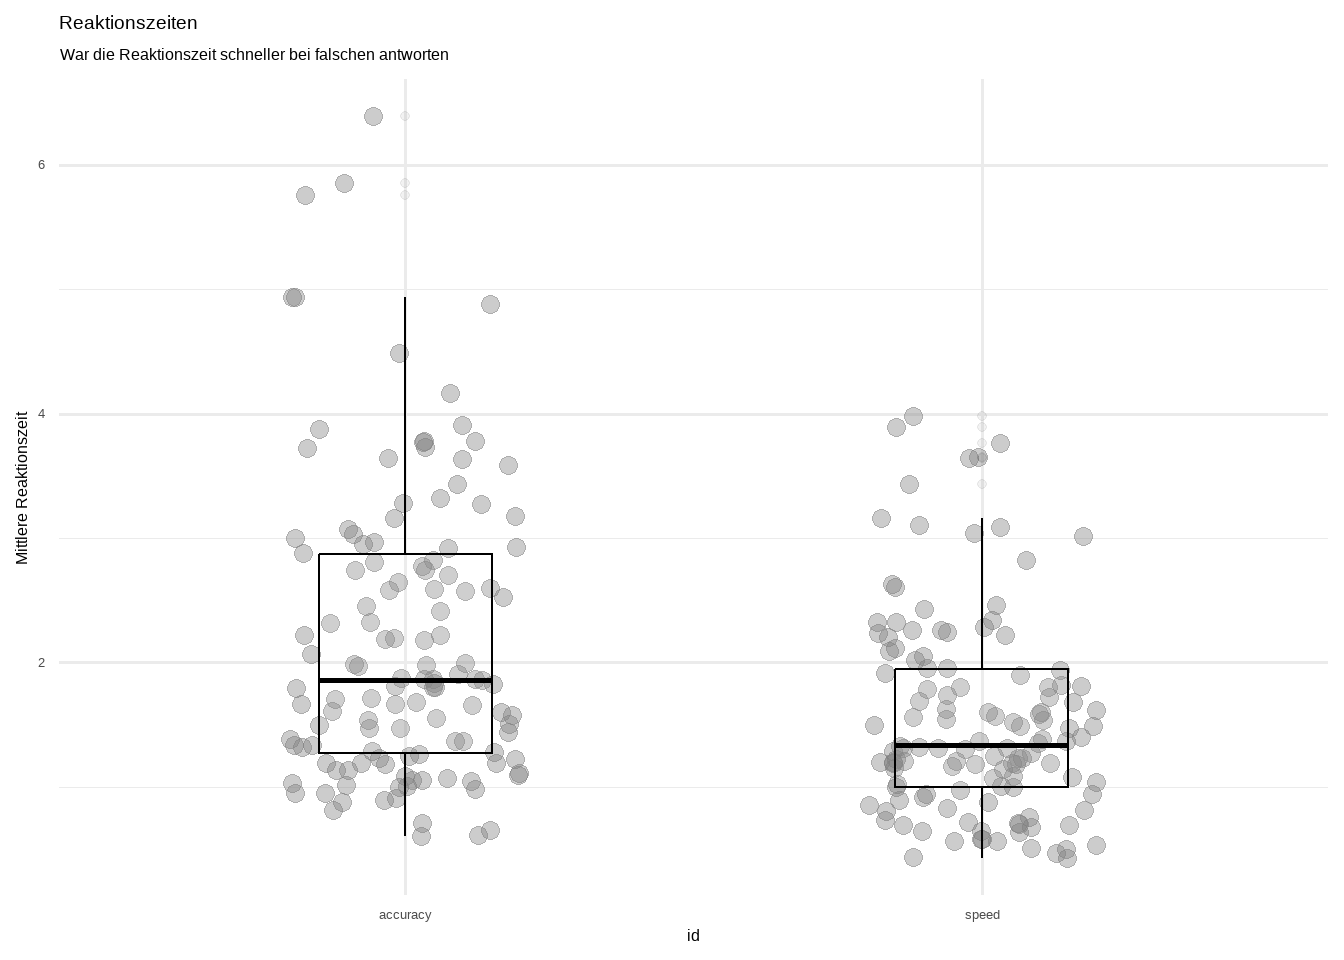 Reaktionszeiten
War die Reaktionszeit schneller bei falschen antworten
Mittlere Reaktionszeit
6
4
2
accuracy
speed
id